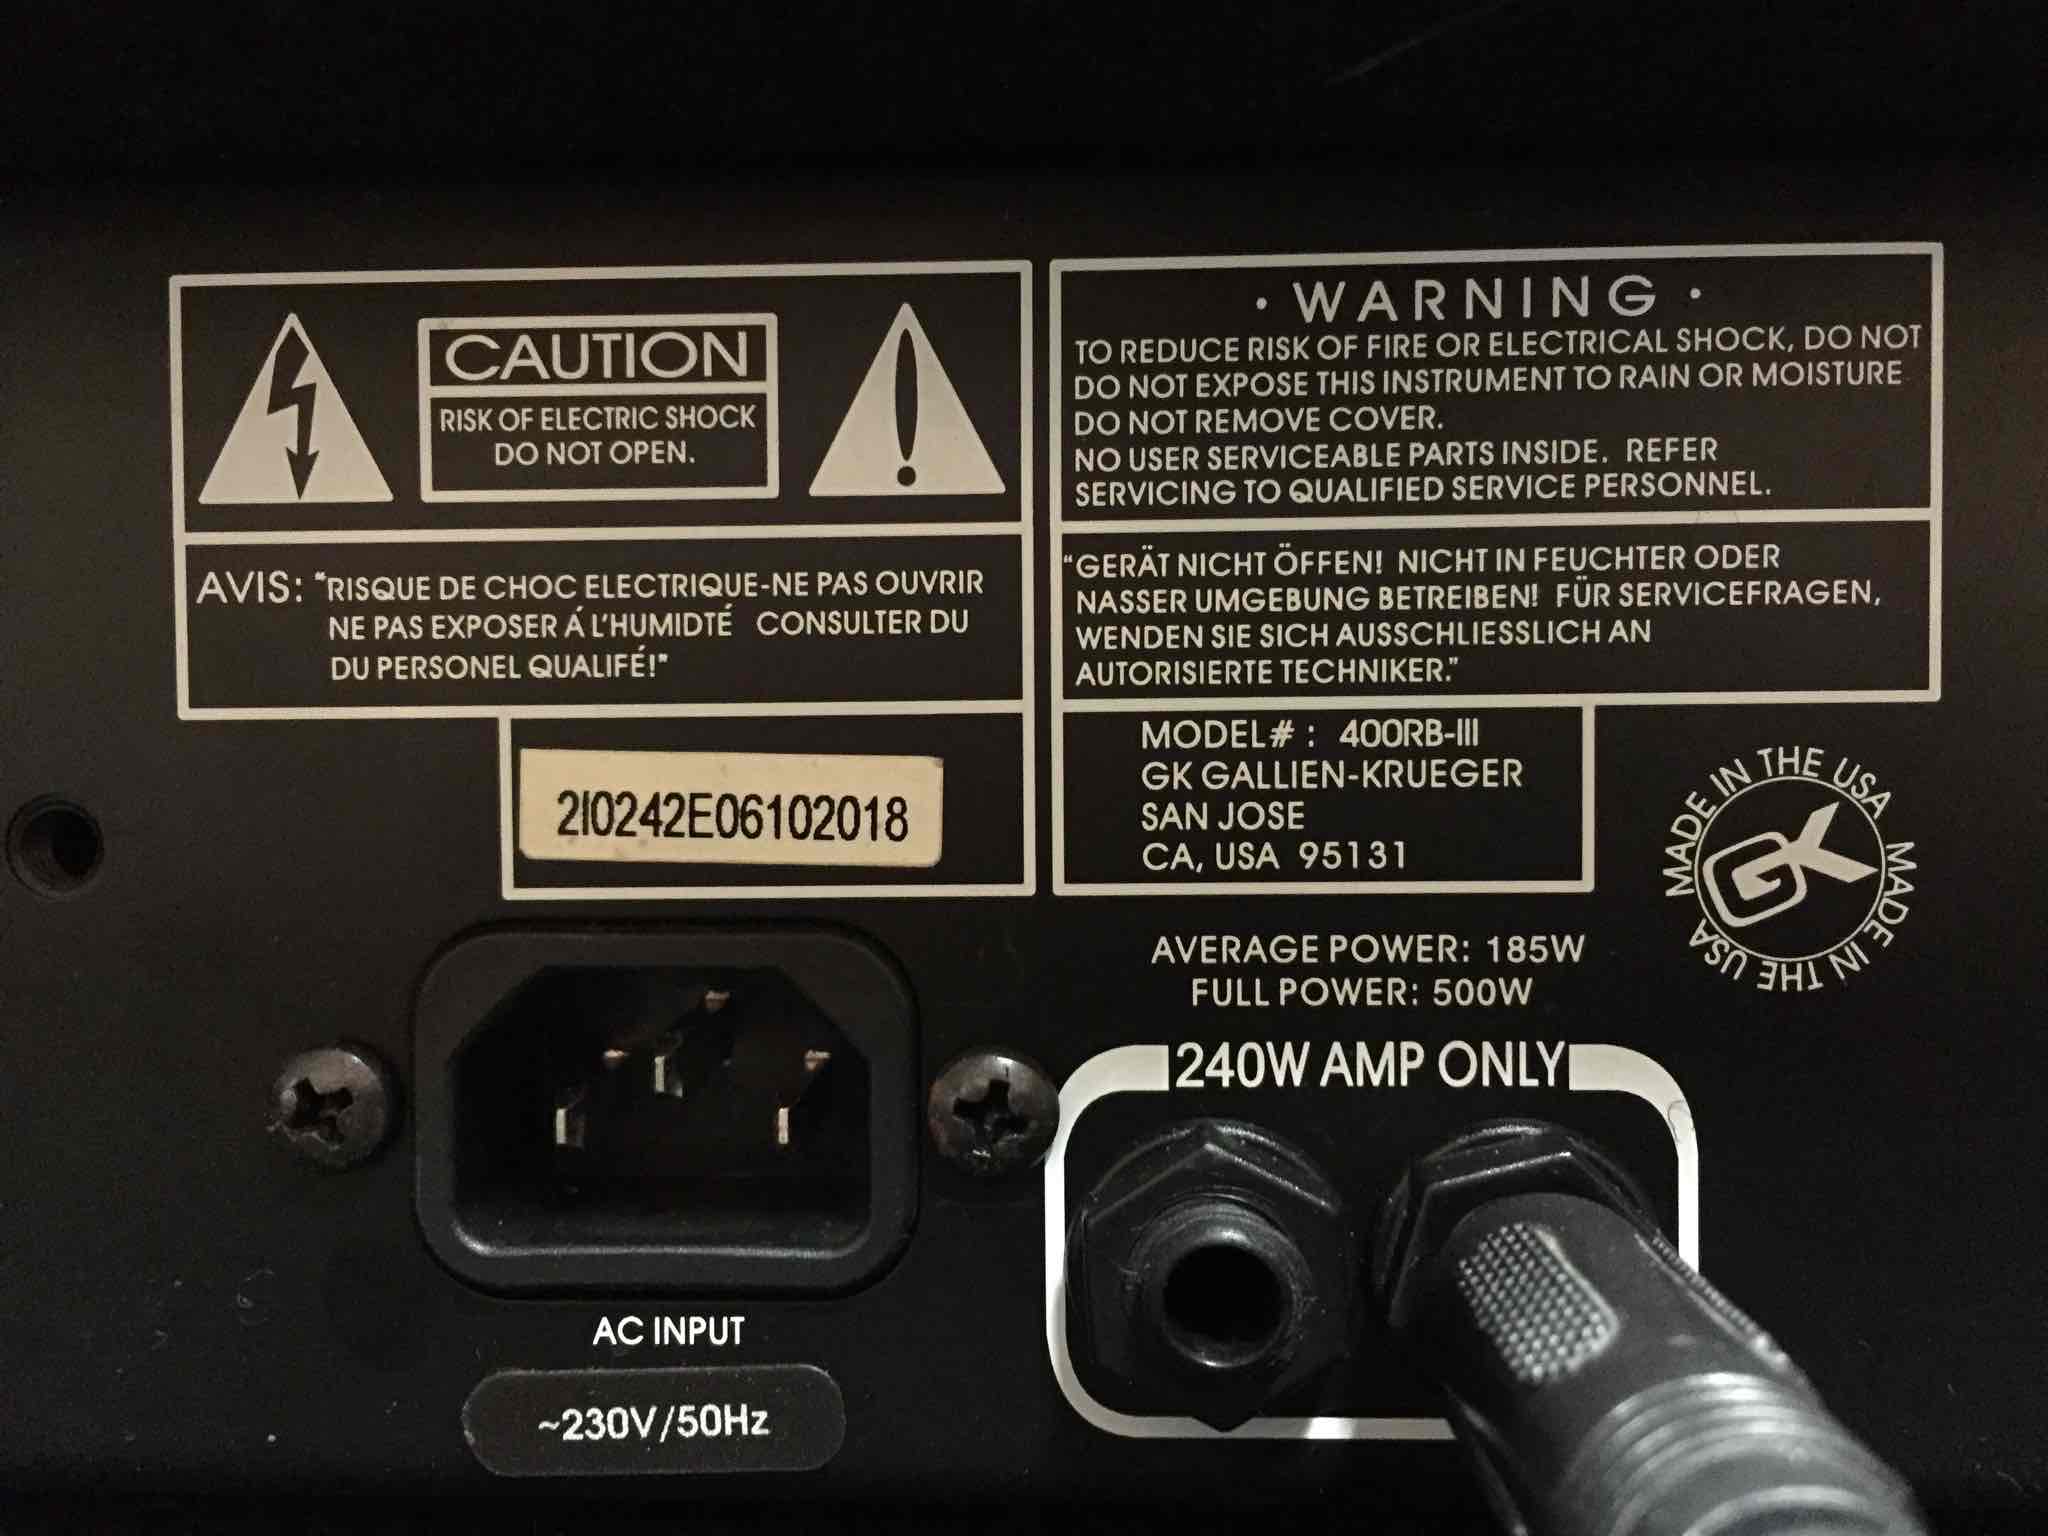 CAUTION
RISK OF ELECTRIC SHOCK
DO NOT OPEN.
AVIS: "RISQUE DE CHOC ELECTRIQUE-NE PAS OUVRIR
NE PAS EXPOSER Á L'HUMIDTÉ CONSULTER DU
DU PERSONEL QUALIFÉ!"
2I0242E06102018
· WARNING ·
TO REDUCE RISK OF FIRE OR ELECTRICAL SHOCK, DO NOT
DO NOT EXPOSE THIS INSTRUMENT TO RAIN OR MOISTURE
DO NOT REMOVE COVER.
NO USER SERVICEABLE PARTS INSIDE. REFER
SERVICING TO QUALIFIED SERVICE PERSONNEL.
"GERÄT NICHT ÖFFEN! NICHT IN FEUCHTER ODER
NASSER UMGEBUNG BETREIBEN! FÜR SERVICEFRAGEN,
WENDEN SIE SICH AUSSCHLIESSLICH AN
AUTORISIERTE TECHNIKER."
MODEL# : 400RB-III
GK GALLIEN-KRUEGER
SAN JOSE
CA, USA 95131
MADE IN THE USA MADE IN THE USA
GK
AVERAGE POWER: 185W
FULL POWER: 500W
240W AMP ONLY
AC INPUT
~230V/50Hz